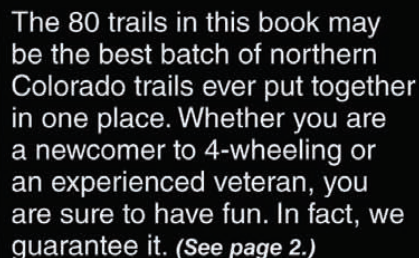 The 80 trails in this book may
be the best batch of northern
Colorado trails ever put together
in one place. Whether you are
a newcomer to 4-wheeling or
an experienced veteran, you
are sure to have fun. In fact, we
guarantee it. (See page 2.)